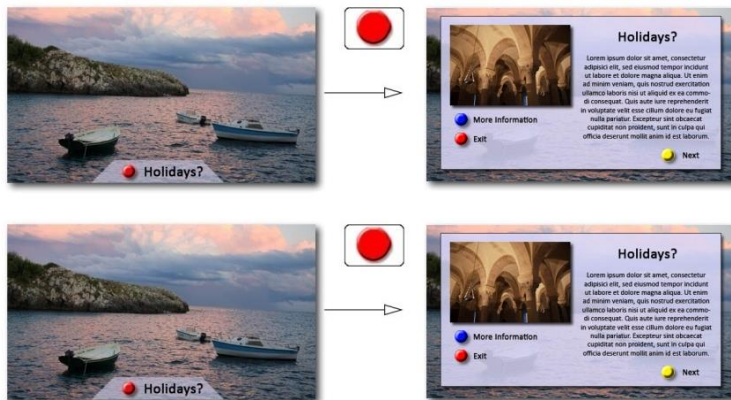 Holidays?
Holidays?
Lorem ipsum dolor sit amet, consectetur
adipisici elit, sed eiusmod tempor incidunt
ut labore et dolore magna aliqua. Ut enim
ad minim veniam, quis nostrud exercitation
ullamco laboris nisi ut aliquid ex ea commo-
di consequat. Quis aute iure reprehenderit
in voluptate velit esse cillum dolore eu fugiat
nulla pariatur. Excepteur sint obcaecat
cupiditat non proident, sunt in culpa qui
officia deserunt mollit anim id est laborum.
More Information
Exit
Next
Holidays?
Holidays?
Lorem ipsum dolor sit amet, consectetur
adipisici elit, sed eiusmod tempor incidunt
ut labore et dolore magna aliqua. Ut enim
ad minim veniam, quis nostrud exercitation
ullamco laboris nisi ut aliquid ex ea commo-
di consequat. Quis aute iure reprehenderit
in voluptate velit esse cillum dolore eu fugiat
nulla pariatur. Excepteur sint obcaecat
cupiditat non proident, sunt in culpa qui
officia deserunt mollit anim id est laborum.
More Information
Exit
Next